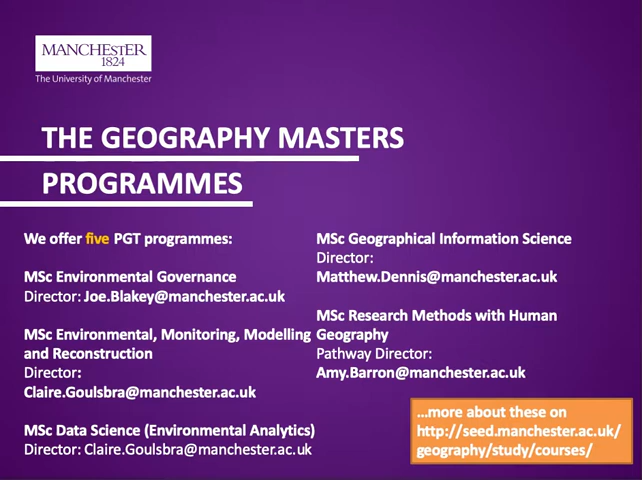 MANCHESTER
1824
The University of Manchester
THE GEOGRAPHY MASTERS
PROGRAMMES
We offer five PGT programmes:
MSc Environmental Governance
Director: Joe.Blakey@manchester.ac.uk
MSc Environmental, Monitoring, Modelling
and Reconstruction
Director:
Claire.Goulsbra@manchester.ac.uk
MSc Data Science (Environmental Analytics)
Director: Claire.Goulsbra@manchester.ac.uk
MSc Geographical Information Science
Director:
Matthew.Dennis@manchester.ac.uk
MSc Research Methods with Human
Geography
Pathway Director:
Amy.Barron@manchester.ac.uk
...more about these on
http://seed.manchester.ac.uk/
geography/study/courses/